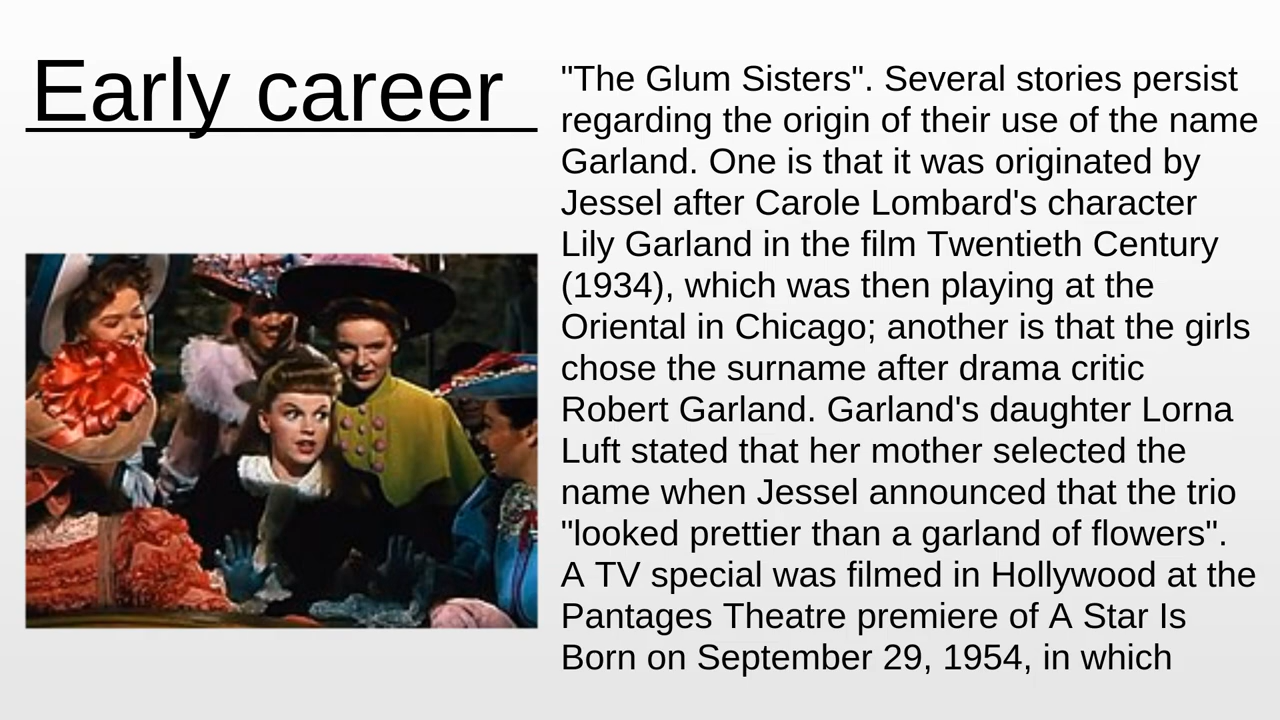 Early career
"The Glum Sisters". Several stories persist
regarding the origin of their use of the name
Garland. One is that it was originated by
Jessel after Carole Lombard's character
Lily Garland in the film Twentieth Century
(1934), which was then playing at the
Oriental in Chicago; another is that the girls
chose the surname after drama critic
Robert Garland. Garland's daughter Lorna
Luft stated that her mother selected the
name when Jessel announced that the trio
"looked prettier than a garland of flowers".
A TV special was filmed in Hollywood at the
Pantages Theatre premiere of A Star Is
Born on September 29, 1954, in which